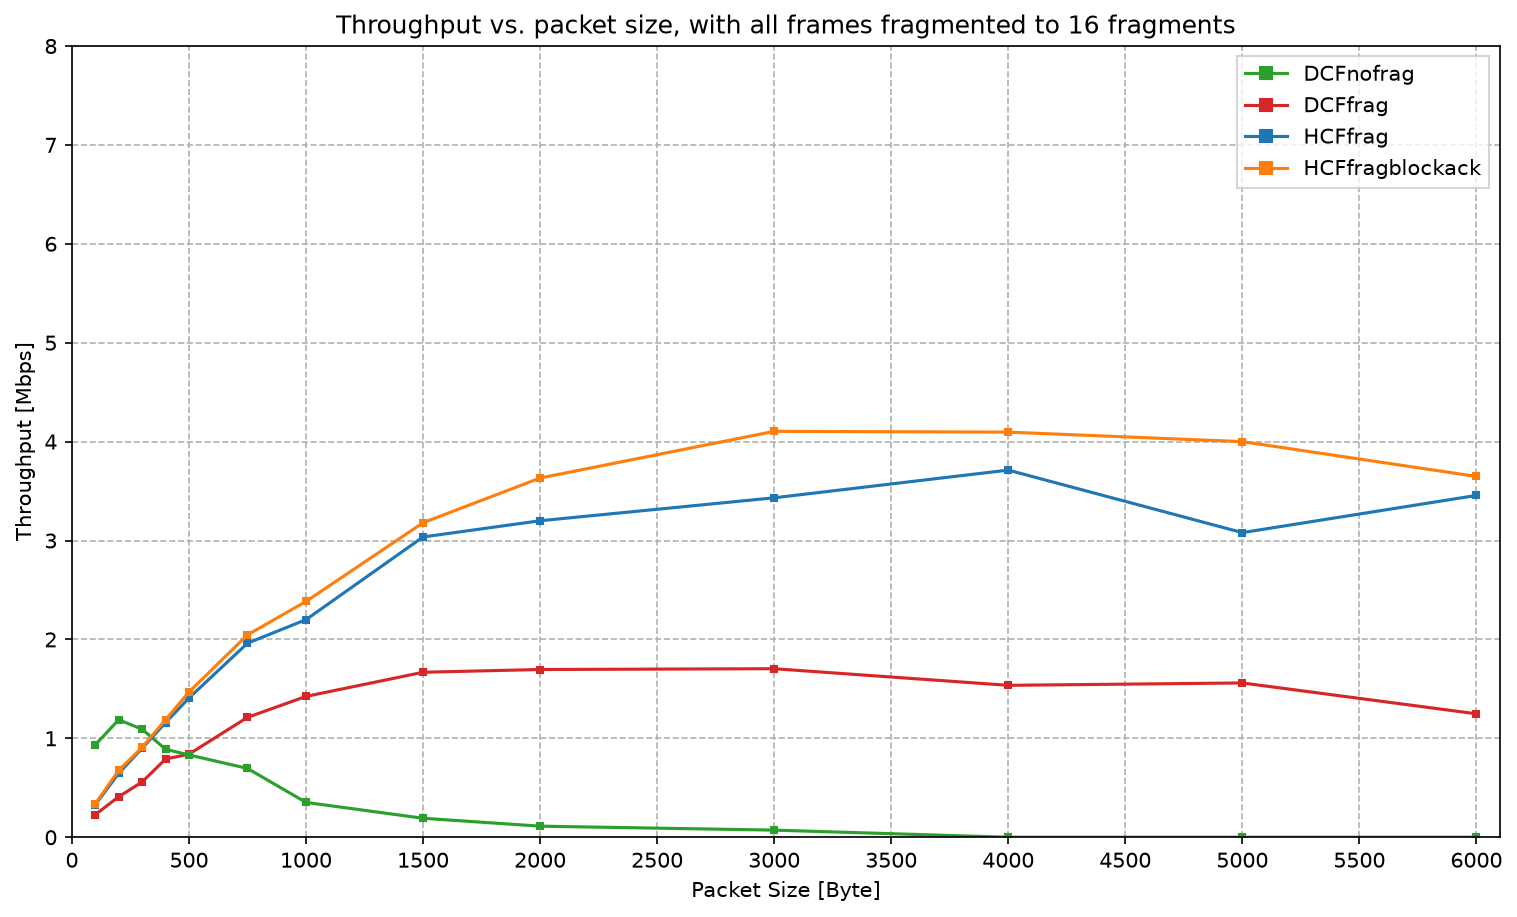 Throughput vs. packet size, with all frames fragmented to 16 fragments
DCFnofrag
DCFfrag
HCFfrag
HCFfragblockack
Throughput [Mbps]
8
7
6
5
4
3
2
1
0
0 500 1000 1500 2000 2500 3000 3500 4000 4500 5000 5500 6000
Packet Size [Byte]